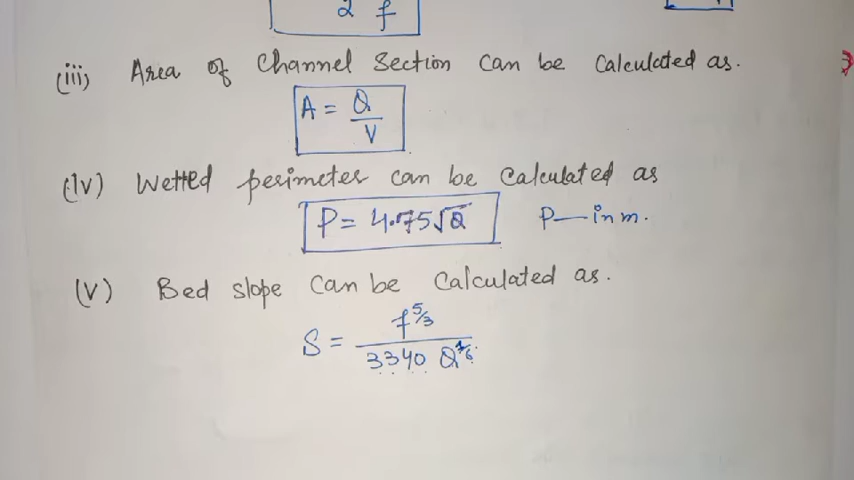 2 f
(iii) Area of Channel Section can be Calculated as.
A = Q/V
(iv) Wetted perimeter can be Calculated as
P = 4.75√Q P — in m.
(V) Bed slope can be Calculated as.
S = f^5/3 / 3340 Q^1/6.